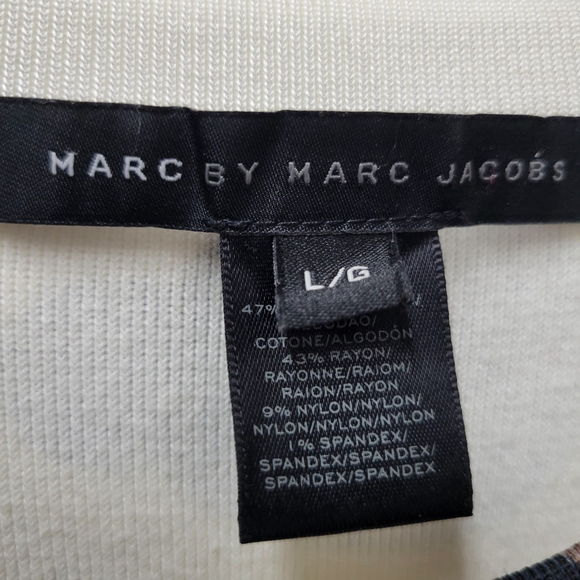 MARC BY MARC JACOBS
L/G
47%
COTONE/ALGODÓN
43% RAYON/
RAYONNE/RAIOM/
RAION/RAYON
9% NYLON/NYLON/
NYLON/NYLON/NYLON
1% SPANDEX/
SPANDEX/SPANDEX/
SPANDEX/SPANDEX